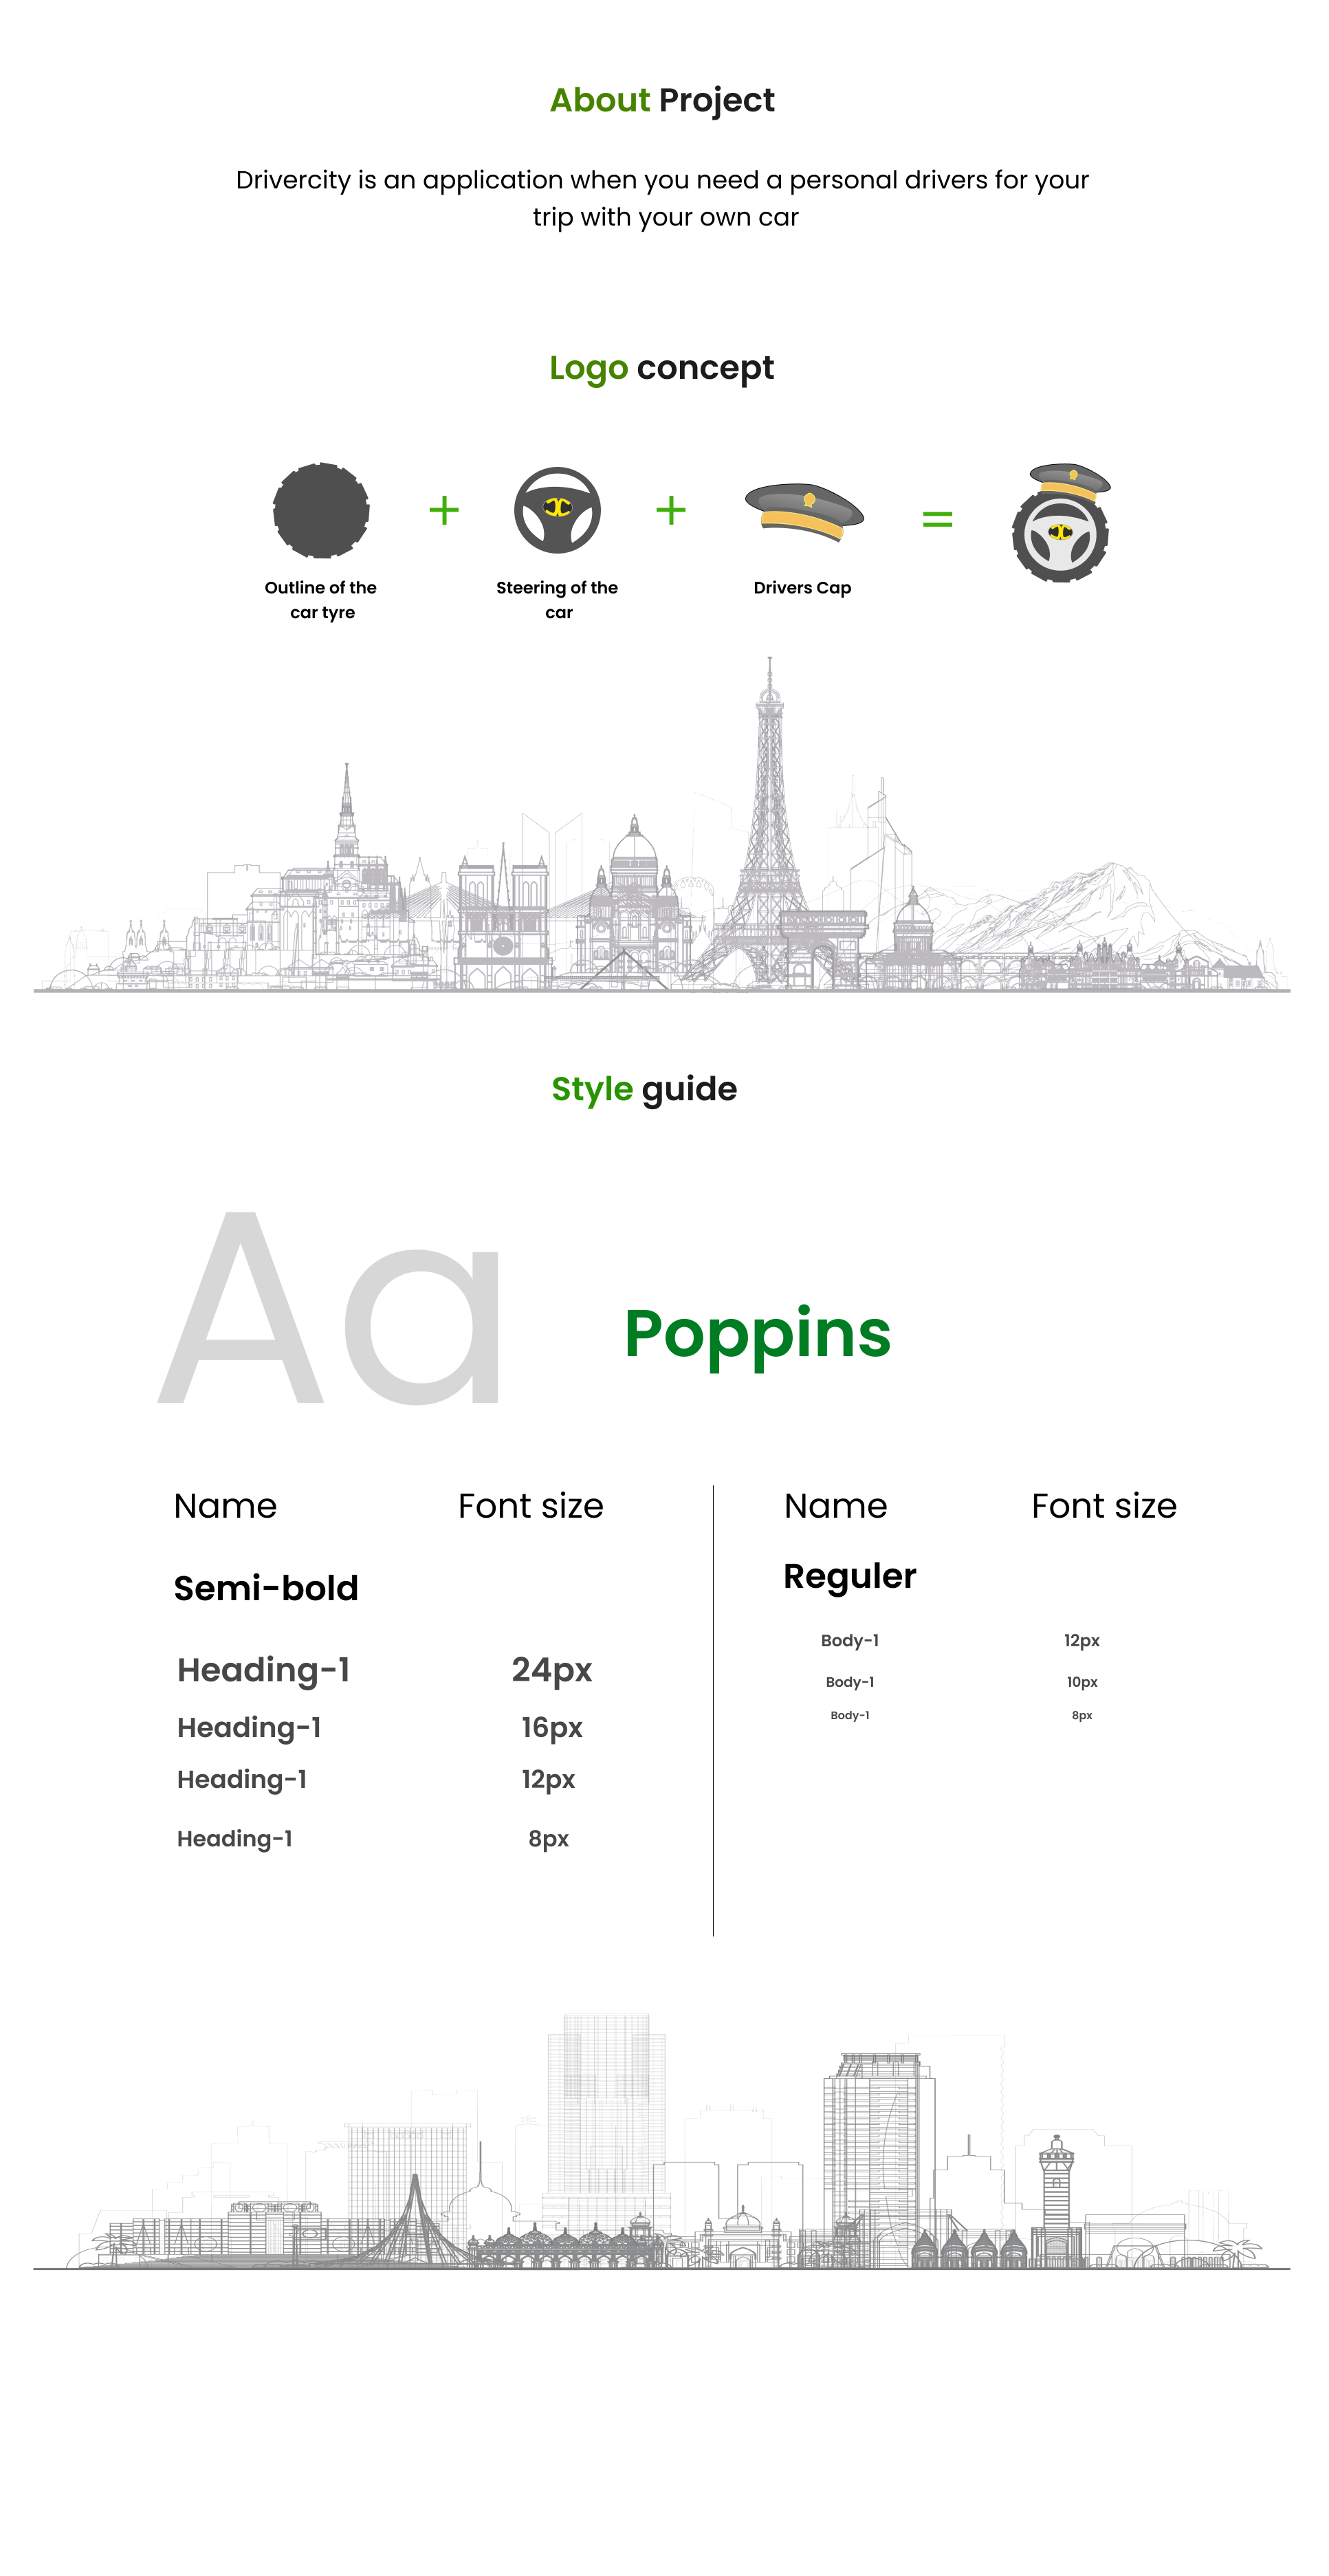 About Project
Drivercity is an application when you need a personal drivers for your
trip with your own car
Logo concept
+ + =
Outline of the
car tyre
Steering of the
car
Drivers Cap
Style guide
Aa
Poppins
Name Font size
Semi-bold
Heading-1 24px
Heading-1 16px
Heading-1 12px
Heading-1 8px
Name Font size
Reguler
Body-1 12px
Body-1 10px
Body-1 8px